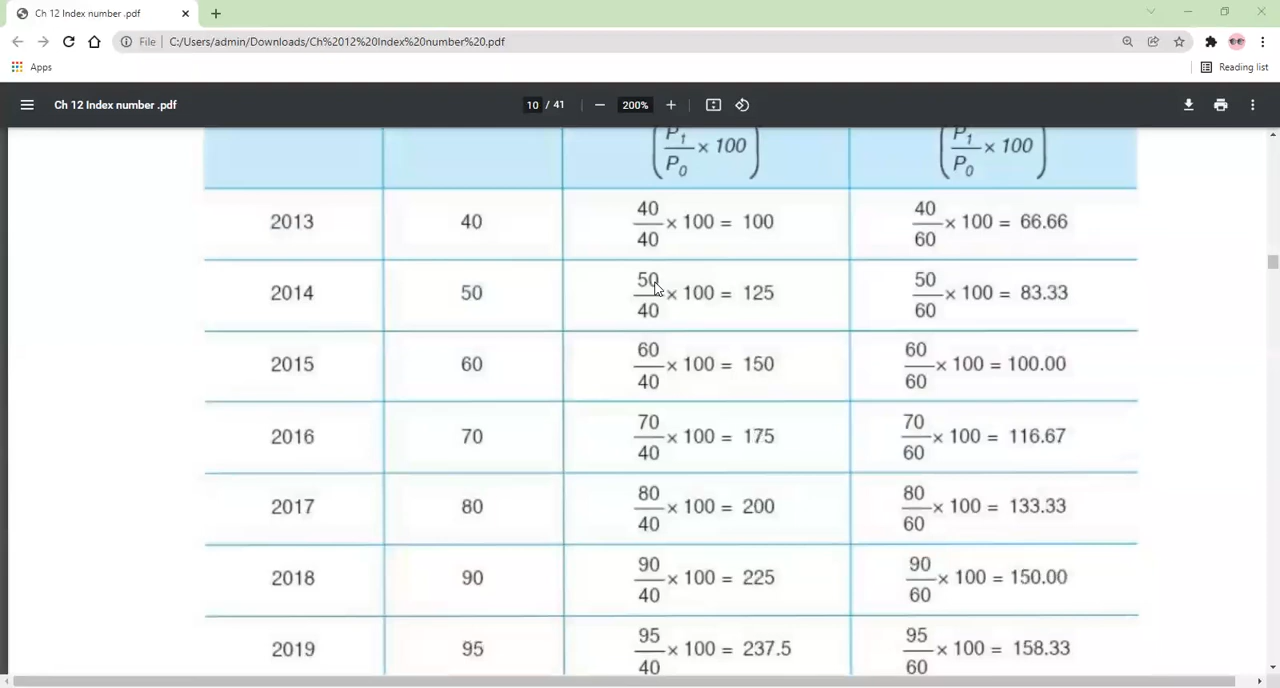 Ch 12 Index number .pdf
File | C:/Users/admin/Downloads/Ch%2012%20Index%20number%20.pdf
Apps
Reading list
Ch 12 Index number .pdf 10 / 41 200%
(P1/P0 × 100) (P1/P0 × 100)
2013 40 40/40 × 100 = 100 40/60 × 100 = 66.66
2014 50 50/40 × 100 = 125 50/60 × 100 = 83.33
2015 60 60/40 × 100 = 150 60/60 × 100 = 100.00
2016 70 70/40 × 100 = 175 70/60 × 100 = 116.67
2017 80 80/40 × 100 = 200 80/60 × 100 = 133.33
2018 90 90/40 × 100 = 225 90/60 × 100 = 150.00
2019 95 95/40 × 100 = 237.5 95/60 × 100 = 158.33